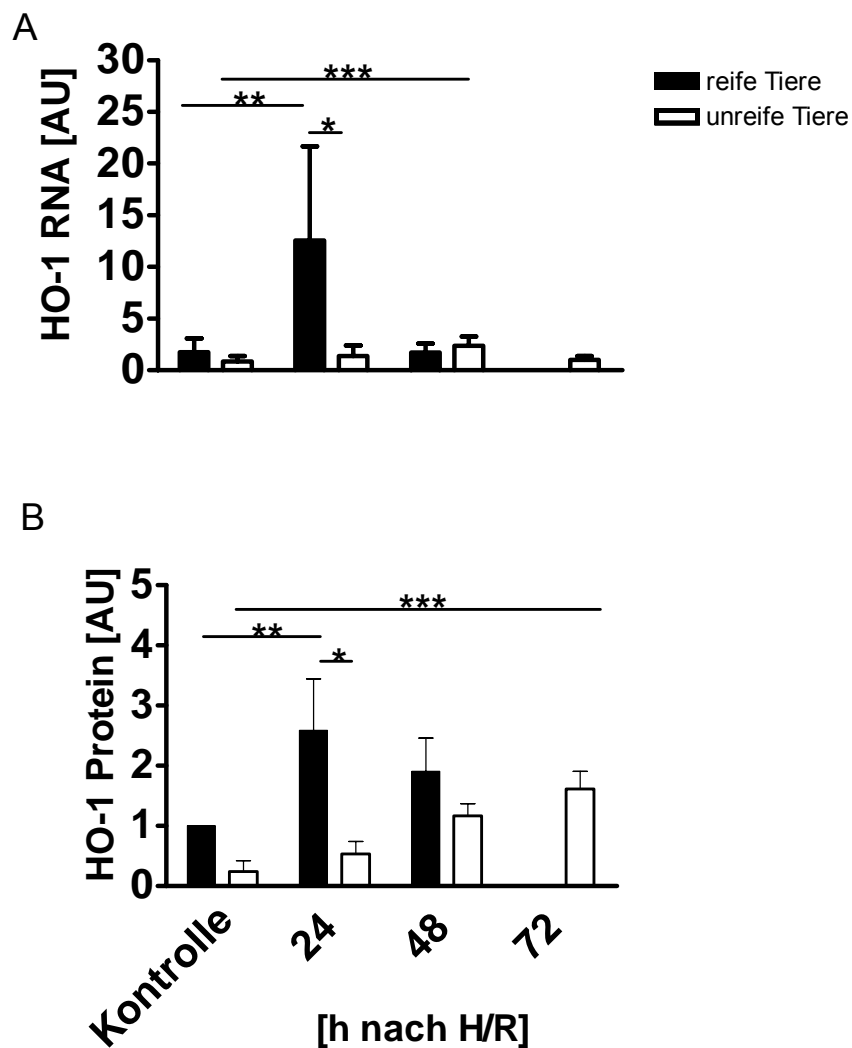 A
HO-1 RNA [AU]
30
25
20
15
10
5
0
***
**
*
reife Tiere
unreife Tiere
B
HO-1 Protein [AU]
5
4
3
2
1
0
***
**
*
Kontrolle
24
48
72
[h nach H/R]